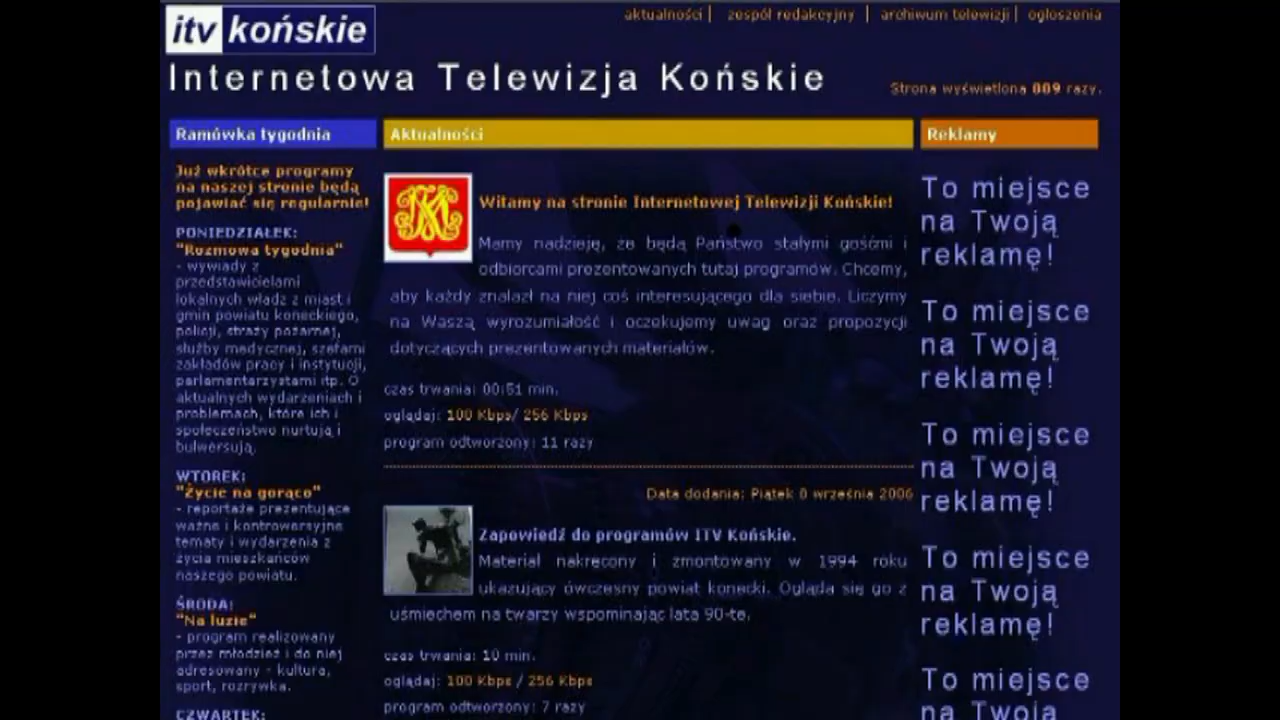 itv końskie
aktualności | zespół redakcyjny | archiwum telewizji | ogłoszenia
Internetowa Telewizja Końskie
Strona wyświetlona 009 razy.
Ramówka tygodnia
Już wkrótce programy
na naszej stronie będą
pojawiać się regularnie!
PONIEDZIAŁEK:
"Rozmowa tygodnia"
- wywiady z
przedstawicielami
lokalnych władz z miast i
gmin powiatu koneckiego,
policji, straży pożarnej,
służby medycznej, szefami
zakładów pracy i instytucji,
parlamentarzystami itp. O
aktualnych wydarzeniach i
problemach, które ich i
społeczeństwo nurtują i
bulwersują.
WTOREK:
"Życie na gorąco"
- reportaże prezentujące
ważne i kontrowersyjne
tematy i wydarzenia z
życia mieszkańców
naszego powiatu.
ŚRODA:
"Na luzie"
- program realizowany
przez młodzież i do niej
adresowany - kultura,
sport, rozrywka.
CZWARTEK:
Aktualności
Witamy na stronie Internetowej Telewizji Końskie!
Mamy nadzieję, że będą Państwo stałymi gośćmi i
odbiorcami prezentowanych tutaj programów. Chcemy,
aby każdy znalazł na niej coś interesującego dla siebie. Liczymy
na Waszą wyrozumiałość i oczekujemy uwag oraz propozycji
dotyczących prezentowanych materiałów.
czas trwania: 00:51 min.
oglądaj: 100 Kbps/ 256 Kbps
program odtworzony: 11 razy
Data dodania: Piątek 8 września 2006
Zapowiedź do programów ITV Końskie.
Materiał nakręcony i zmontowany w 1994 roku
ukazujący ówczesny powiat konecki. Ogląda się go z
uśmiechem na twarzy wspominając lata 90-te.
czas trwania: 10 min.
oglądaj: 100 Kbps / 256 Kbps
program odtworzony: 7 razy
Reklamy
To miejsce
na Twoją
reklamę!
To miejsce
na Twoją
reklamę!
To miejsce
na Twoją
reklamę!
To miejsce
na Twoją
reklamę!
To miejsce
na Twoją